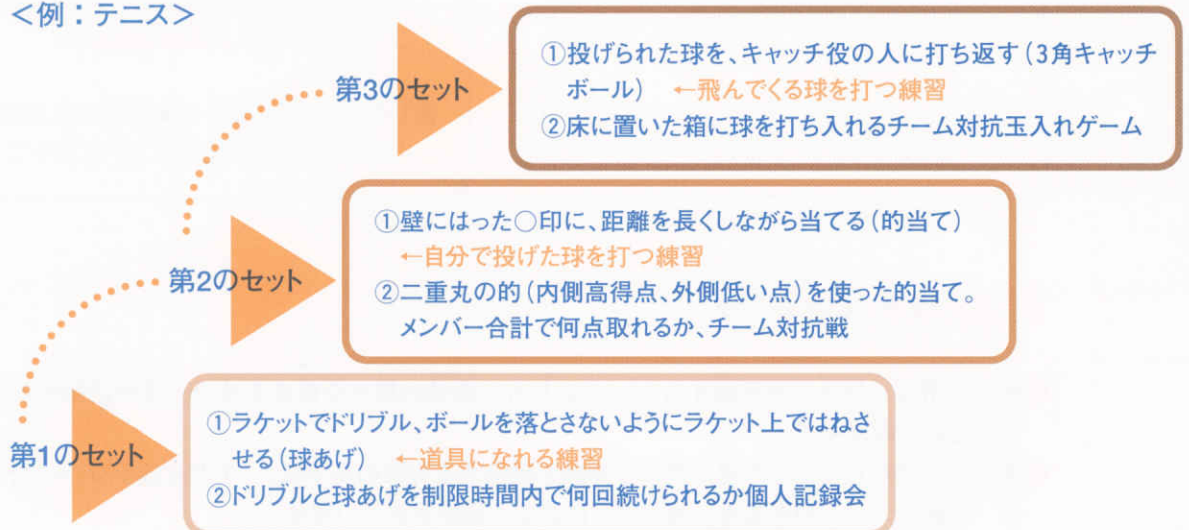 <例：テニス>
第3のセット
①投げられた球を、キャッチ役の人に打ち返す(3角キャッチ
ボール) ←飛んでくる球を打つ練習
②床に置いた箱に球を打ち入れるチーム対抗玉入れゲーム
第2のセット
①壁にはった○印に、距離を長くしながら当てる(的当て)
←自分で投げた球を打つ練習
②二重丸の的(内側高得点、外側低い点)を使った的当て。
メンバー合計で何点取れるか、チーム対抗戦
第1のセット
①ラケットでドリブル、ボールを落とさないようにラケット上ではねさ
せる(球あげ) ←道具になれる練習
②ドリブルと球あげを制限時間内で何回続けられるか個人記録会